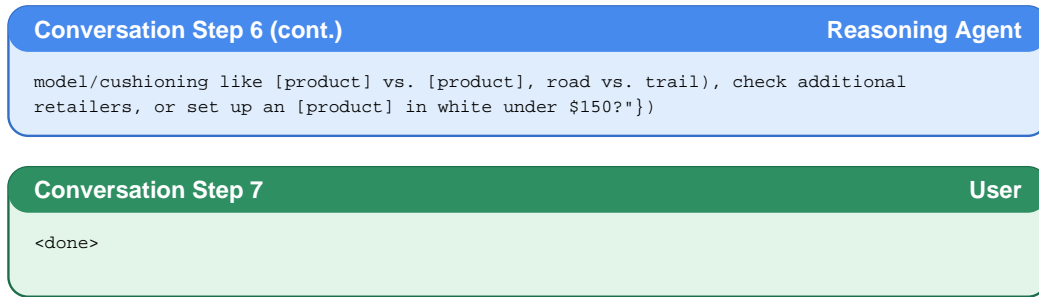 Conversation Step 6 (cont.) Reasoning Agent
model/cushioning like [product] vs. [product], road vs. trail), check additional
retailers, or set up an [product] in white under $150?"})
Conversation Step 7 User
<done>